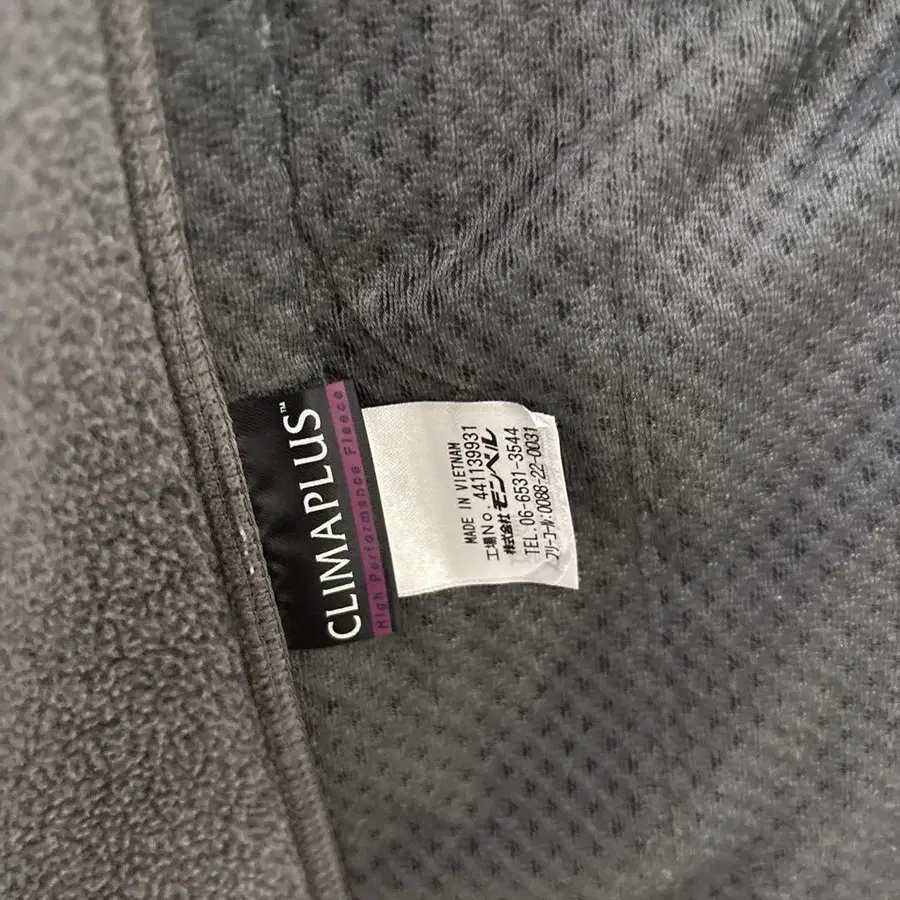 CLIMAPLUS™
High Performance Fleece
MADE IN VIETNAM
工場No. 441139931
株式会社 モンベル
TEL:06-6531-3544
フリーコール:0088-22-0031